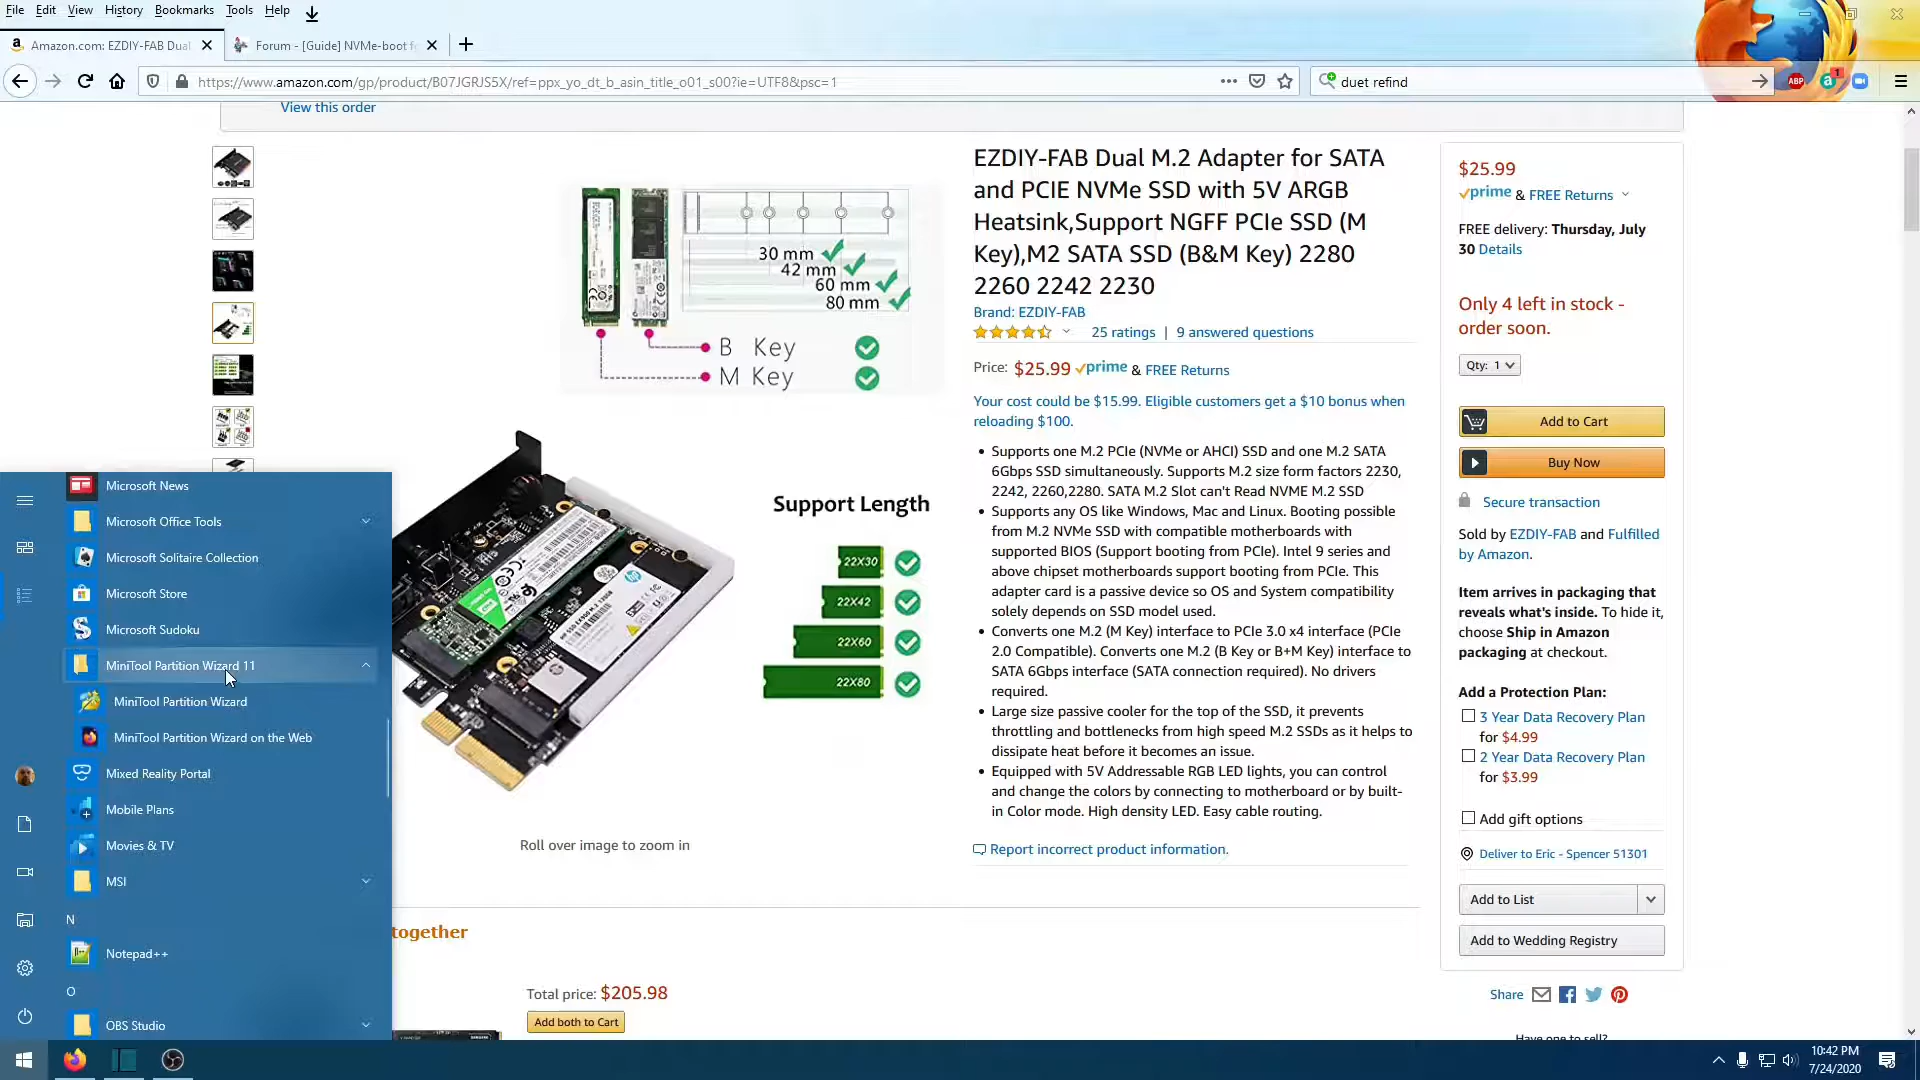 File Edit View History Bookmarks Tools Help
Amazon.com: EZDIY-FAB Dual
Forum - [Guide] NVMe-boot f
https://www.amazon.com/gp/product/B07JGRJS5X/ref=ppx_yo_dt_b_asin_title_o01_s00?ie=UTF8&psc=1
duet refind
ABP
1
View this order
30 mm
42 mm
60 mm
80 mm
B Key
M Key
Support Length
22X30
22X42
22X60
22X80
Roll over image to zoom in
EZDIY-FAB Dual M.2 Adapter for SATA
and PCIE NVMe SSD with 5V ARGB
Heatsink,Support NGFF PCIe SSD (M
Key),M2 SATA SSD (B&M Key) 2280
2260 2242 2230
Brand: EZDIY-FAB
25 ratings | 9 answered questions
Price: $25.99 prime & FREE Returns
Your cost could be $15.99. Eligible customers get a $10 bonus when
reloading $100.
Supports one M.2 PCIe (NVMe or AHCI) SSD and one M.2 SATA
6Gbps SSD simultaneously. Supports M.2 size form factors 2230,
2242, 2260,2280. SATA M.2 Slot can't Read NVME M.2 SSD
Supports any OS like Windows, Mac and Linux. Booting possible
from M.2 NVMe SSD with compatible motherboards with
supported BIOS (Support booting from PCIe). Intel 9 series and
above chipset motherboards support booting from PCIe. This
adapter card is a passive device so OS and System compatibility
solely depends on SSD model used.
Converts one M.2 (M Key) interface to PCIe 3.0 x4 interface (PCIe
2.0 Compatible). Converts one M.2 (B Key or B+M Key) interface to
SATA 6Gbps interface (SATA connection required). No drivers
required.
Large size passive cooler for the top of the SSD, it prevents
throttling and bottlenecks from high speed M.2 SSDs as it helps to
dissipate heat before it becomes an issue.
Equipped with 5V Addressable RGB LED lights, you can control
and change the colors by connecting to motherboard or by built-
in Color mode. High density LED. Easy cable routing.
Report incorrect product information.
$25.99
prime & FREE Returns
FREE delivery: Thursday, July
30 Details
Only 4 left in stock -
order soon.
Qty: 1
Add to Cart
Buy Now
Secure transaction
Sold by EZDIY-FAB and Fulfilled
by Amazon.
Item arrives in packaging that
reveals what's inside. To hide it,
choose Ship in Amazon
packaging at checkout.
Add a Protection Plan:
3 Year Data Recovery Plan
for $4.99
2 Year Data Recovery Plan
for $3.99
Add gift options
Deliver to Eric - Spencer 51301
Add to List
Add to Wedding Registry
Share
Have one to sell?
together
Total price: $205.98
Add both to Cart
Microsoft News
Microsoft Office Tools
Microsoft Solitaire Collection
Microsoft Store
Microsoft Sudoku
MiniTool Partition Wizard 11
MiniTool Partition Wizard
MiniTool Partition Wizard on the Web
Mixed Reality Portal
Mobile Plans
Movies & TV
MSI
N
Notepad++
O
OBS Studio
10:42 PM
7/24/2020